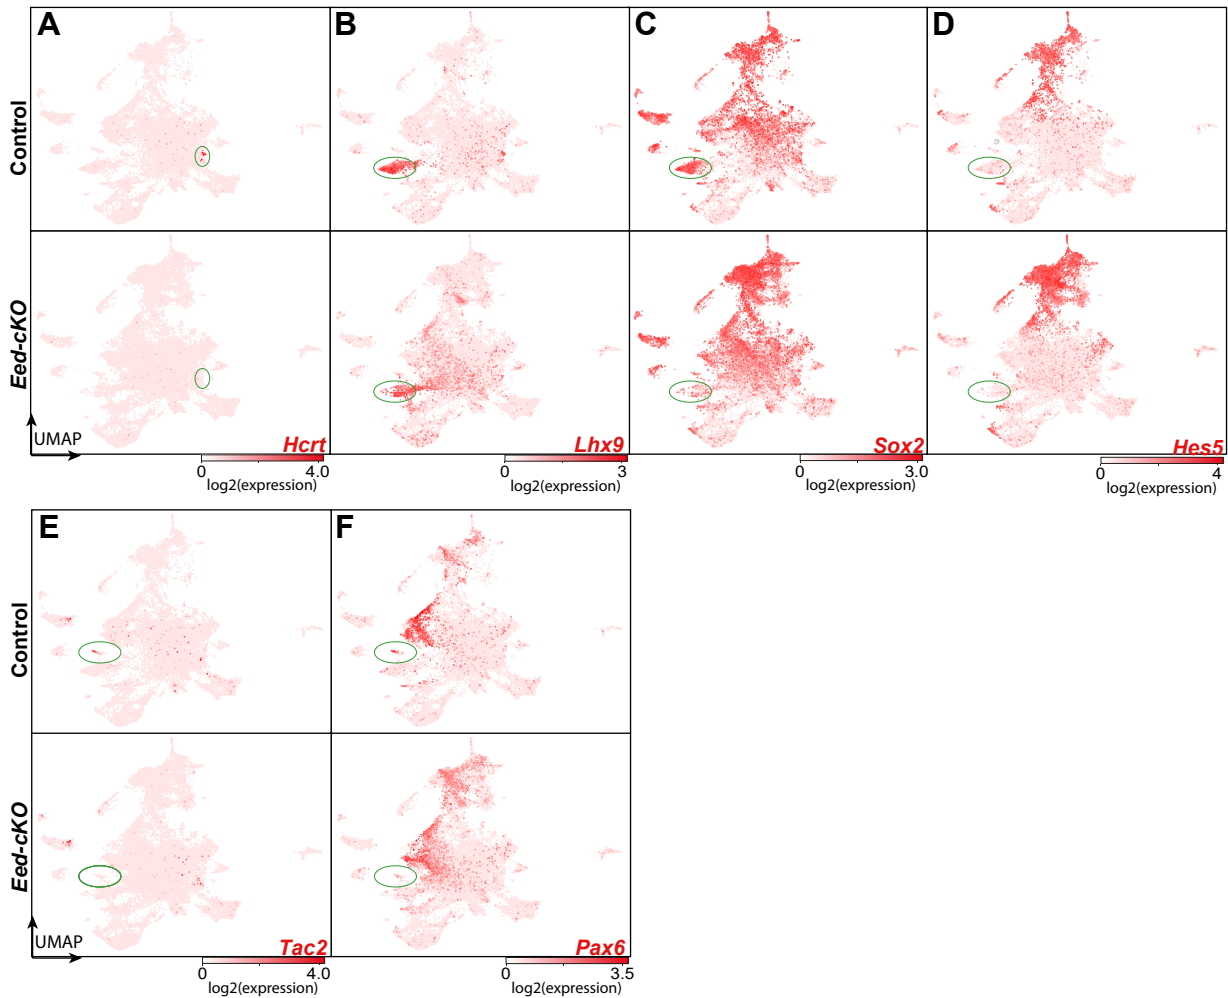 A B C D
Control
Eed-cKO
UMAP
Hcrt Lhx9 Sox2 Hes5
0 4.0 0 3 0 3.0 0 4
log2(expression) log2(expression) log2(expression) log2(expression)
E F
Control
Eed-cKO
UMAP
Tac2 Pax6
0 4.0 0 3.5
log2(expression) log2(expression)